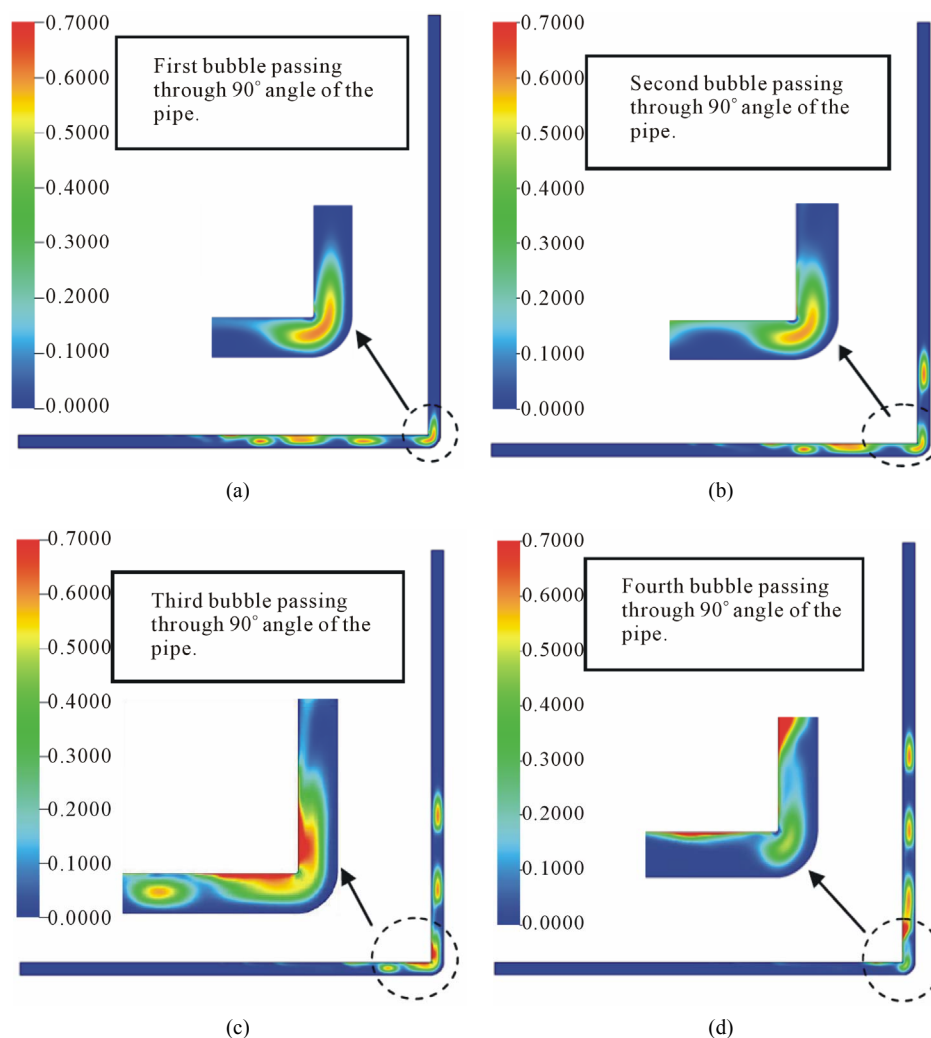 0.7000
0.6000
0.5000
0.4000
0.3000
0.2000
0.1000
0.0000
First bubble passing
through 90° angle of the
pipe.
(a)
0.7000
0.6000
0.5000
0.4000
0.3000
0.2000
0.1000
0.0000
Second bubble passing
through 90° angle of the
pipe.
(b)
0.7000
0.6000
0.5000
0.4000
0.3000
0.2000
0.1000
0.0000
Third bubble passing
through 90° angle of the
pipe.
(c)
0.7000
0.6000
0.5000
0.4000
0.3000
0.2000
0.1000
0.0000
Fourth bubble passing
through 90° angle of the
pipe.
(d)